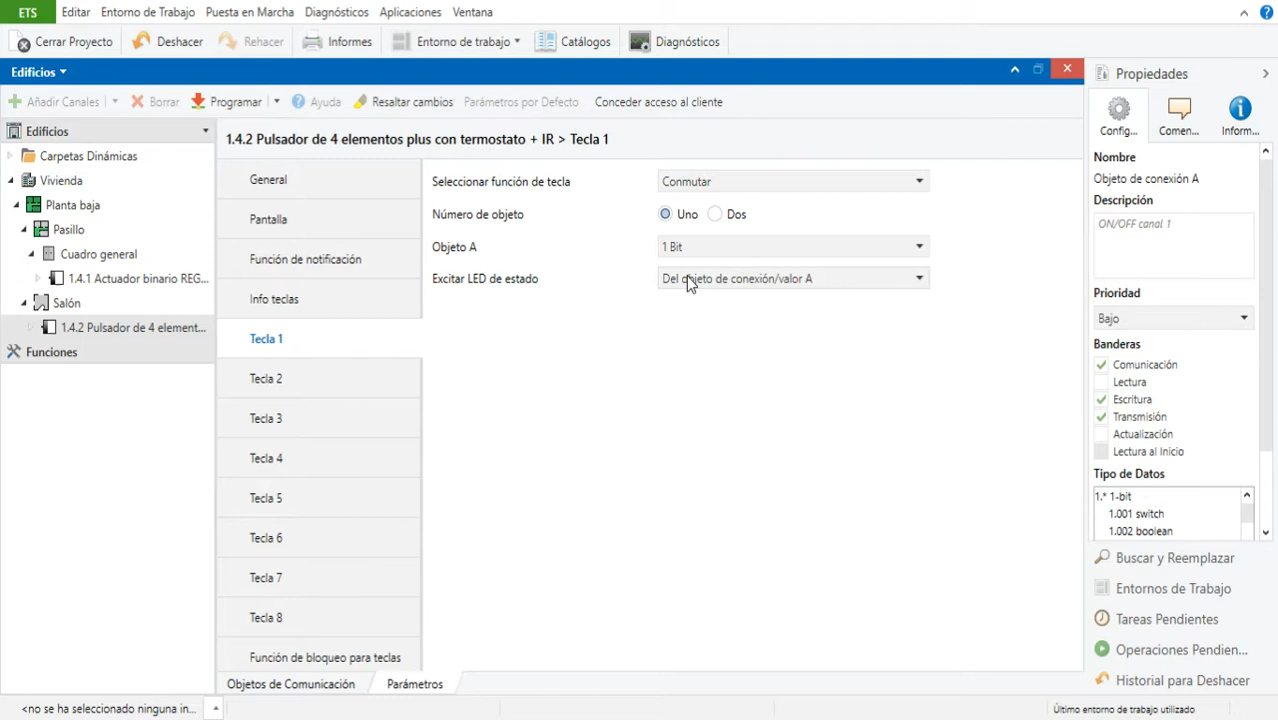 ETS Editar Entorno de Trabajo Puesta en Marcha Diagnósticos Aplicaciones Ventana
Cerrar Proyecto Deshacer Rehacer Informes Entorno de trabajo Catálogos Diagnósticos
Edificios
Añadir Canales Borrar Programar Ayuda Resaltar cambios Parámetros por Defecto Conceder acceso al cliente
Edificios
Carpetas Dinámicas
Vivienda
Planta baja
Pasillo
Cuadro general
1.4.1 Actuador binario REG...
Salón
1.4.2 Pulsador de 4 element...
Funciones
1.4.2 Pulsador de 4 elementos plus con termostato + IR > Tecla 1
General
Pantalla
Función de notificación
Info teclas
Tecla 1
Tecla 2
Tecla 3
Tecla 4
Tecla 5
Tecla 6
Tecla 7
Tecla 8
Función de bloqueo para teclas
Seleccionar función de tecla Conmutar
Número de objeto Uno Dos
Objeto A 1 Bit
Excitar LED de estado Del objeto de conexión/valor A
Objetos de Comunicación Parámetros
Propiedades
Config... Comen... Inform...
Nombre
Objeto de conexión A
Descripción
ON/OFF canal 1
Prioridad
Bajo
Banderas
Comunicación
Lectura
Escritura
Transmisión
Actualización
Lectura al Inicio
Tipo de Datos
1.* 1-bit
1.001 switch
1.002 boolean
Buscar y Reemplazar
Entornos de Trabajo
Tareas Pendientes
Operaciones Pendien...
Historial para Deshacer
<no se ha seleccionado ninguna in... Último entorno de trabajo utilizado